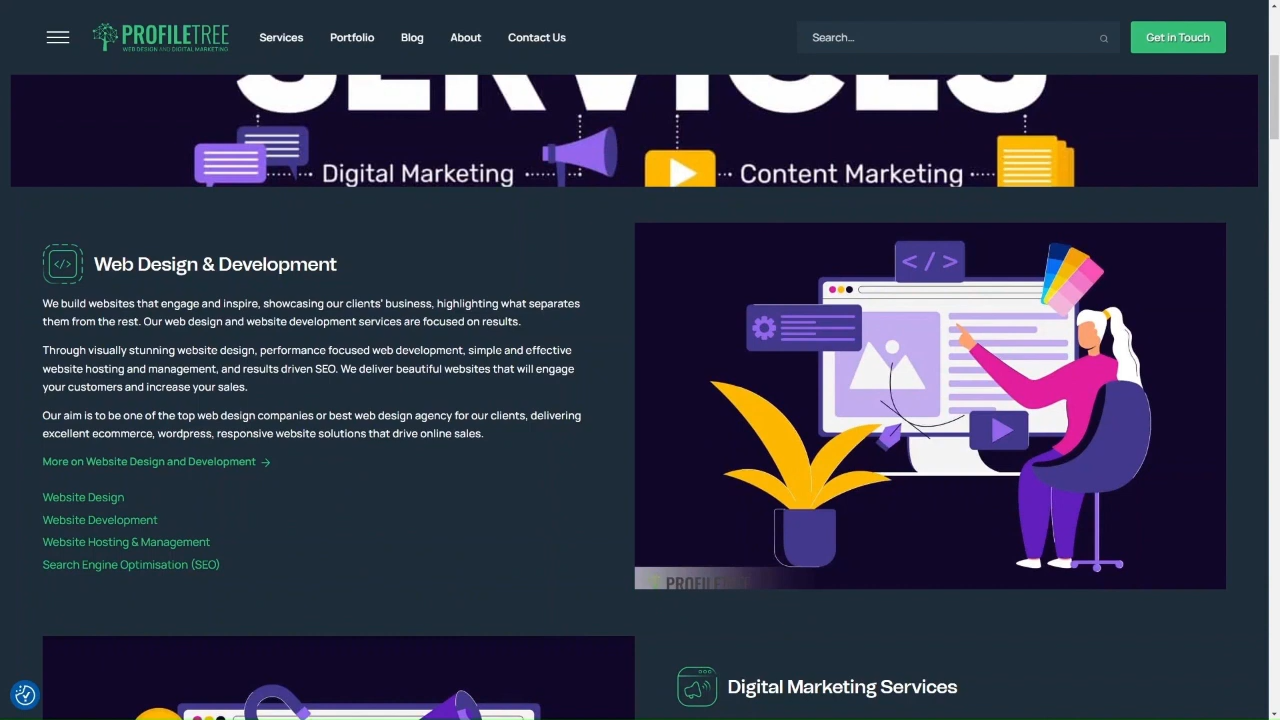 PROFILETREE
WEB DESIGN AND DIGITAL MARKETING
Services
Portfolio
Blog
About
Contact Us
Search...
Get in Touch
SERVICES
Digital Marketing
Content Marketing
</>
Web Design & Development
We build websites that engage and inspire, showcasing our clients' business, highlighting what separates
them from the rest. Our web design and website development services are focused on results.
Through visually stunning website design, performance focused web development, simple and effective
website hosting and management, and results driven SEO. We deliver beautiful websites that will engage
your customers and increase your sales.
Our aim is to be one of the top web design companies or best web design agency for our clients, delivering
excellent ecommerce, wordpress, responsive website solutions that drive online sales.
More on Website Design and Development →
Website Design
Website Development
Website Hosting & Management
Search Engine Optimisation (SEO)
</>
PROFILETREE
Digital Marketing Services